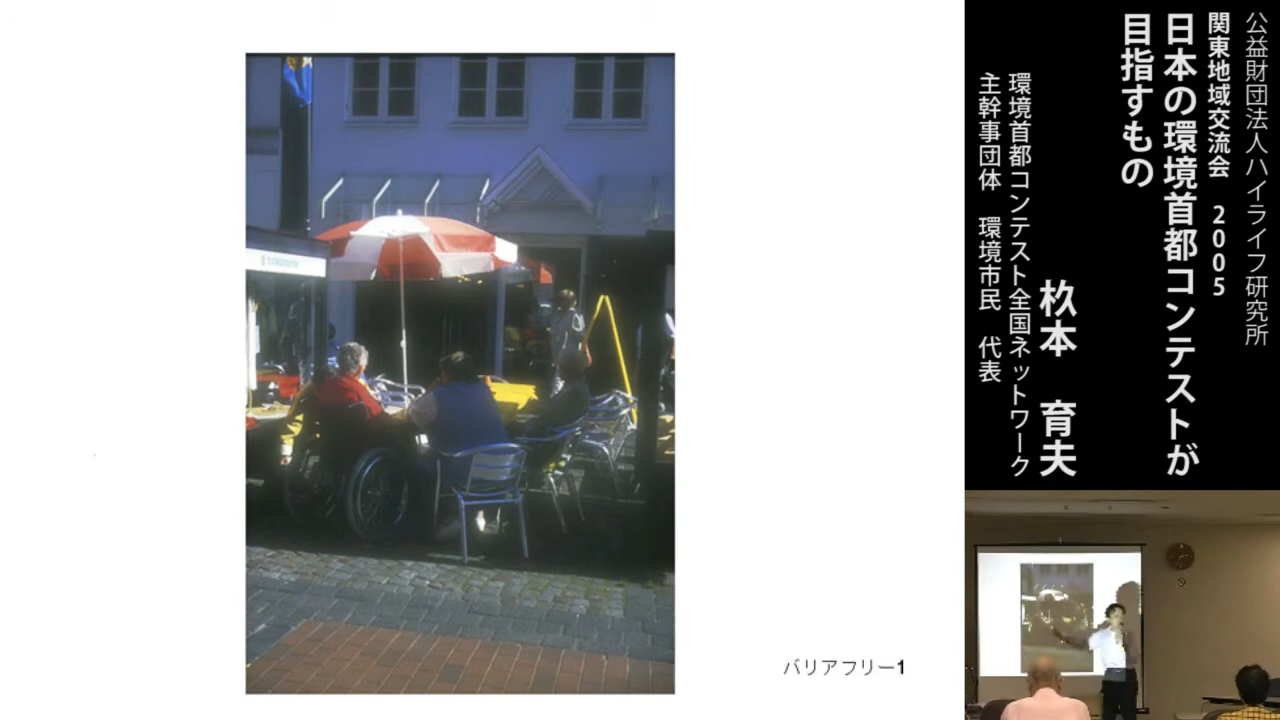 公益財団法人ハイライフ研究所
関東地域交流会 2005
日本の環境首都コンテストが
目指すもの
杦本 育夫
環境首都コンテスト全国ネットワーク
主幹事団体 環境市民 代表
バリアフリー1